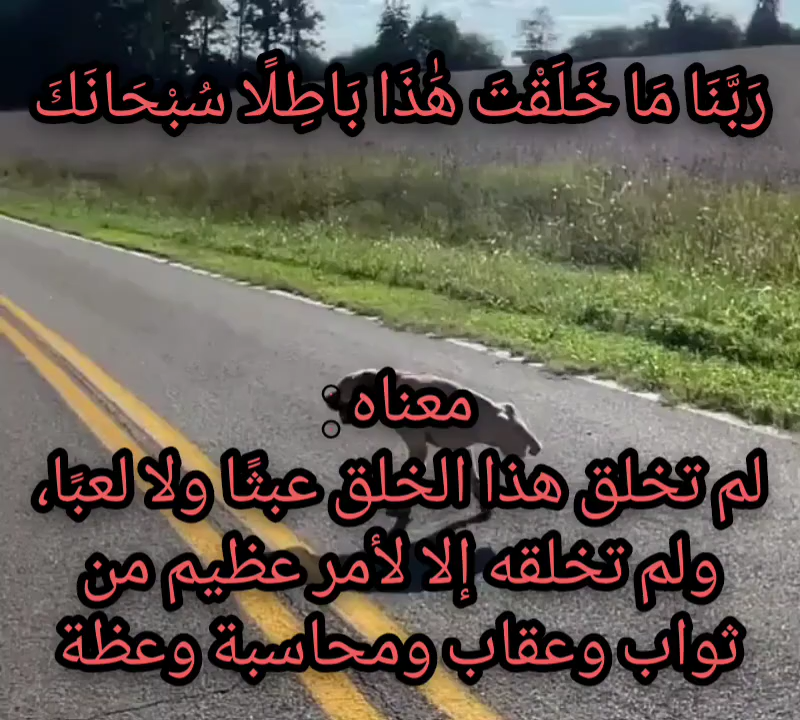 رَبَّنَا مَا خَلَقْتَ هَٰذَا بَاطِلًا سُبْحَانَكَ
معناه :
لم تخلق هذا الخلق عبثًا ولا لعبًا،
ولم تخلقه إلا لأمر عظيم من
ثواب وعقاب ومحاسبة وعظة